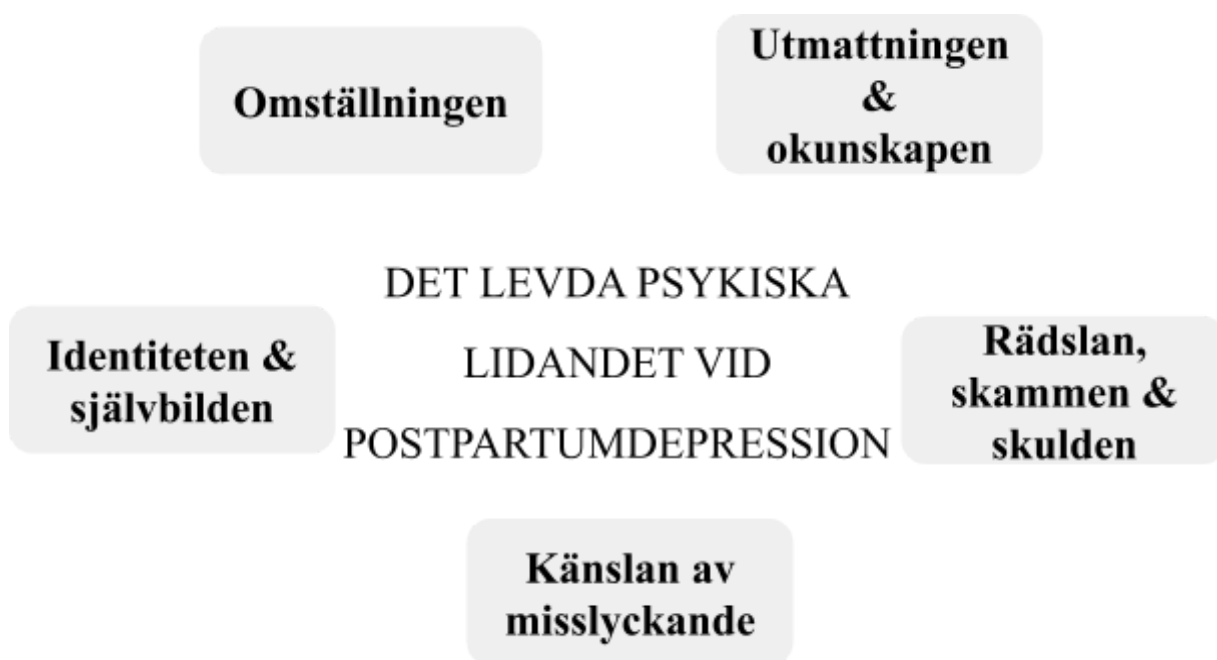 Omställningen
Utmattningen
&
okunskapen
DET LEVDA PSYKISKA
LIDANDET VID
POSTPARTUMDEPRESSION
Identiteten &
självbilden
Rädslan,
skammen &
skulden
Känslan av
misslyckande